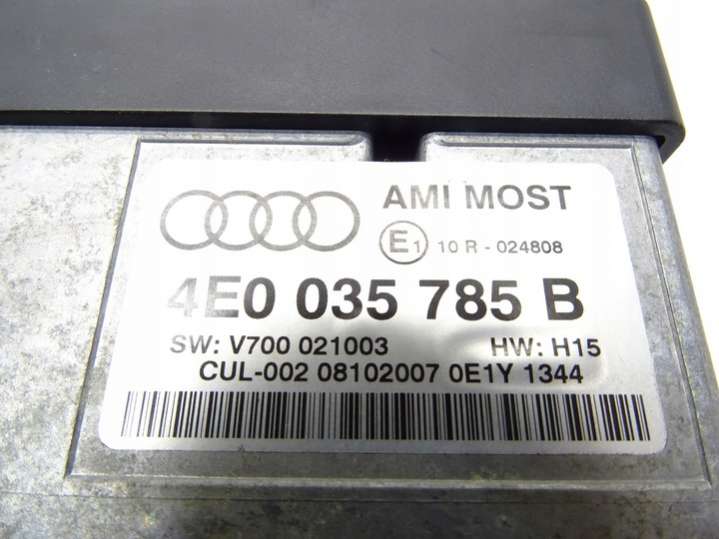 AMI MOST
E1 10 R - 024808
4E0 035 785 B
SW: V700 021003 HW: H15
CUL-002 08102007 0E1Y 1344